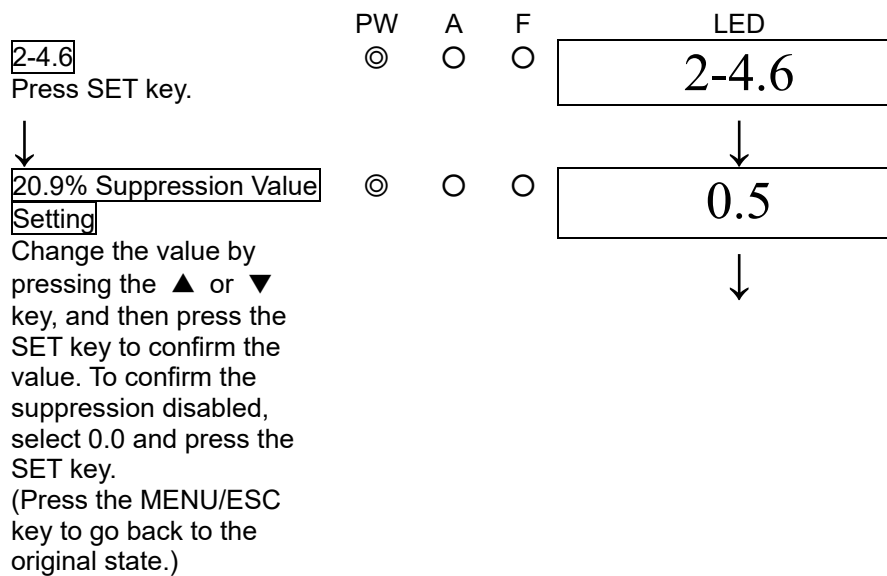 PW A F LED
2-4.6 ◎ ○ ○ 2-4.6
Press SET key.
↓ ↓
20.9% Suppression Value ◎ ○ ○ 0.5
Setting
Change the value by
pressing the ▲ or ▼ ↓
key, and then press the
SET key to confirm the
value. To confirm the
suppression disabled,
select 0.0 and press the
SET key.
(Press the MENU/ESC
key to go back to the
original state.)